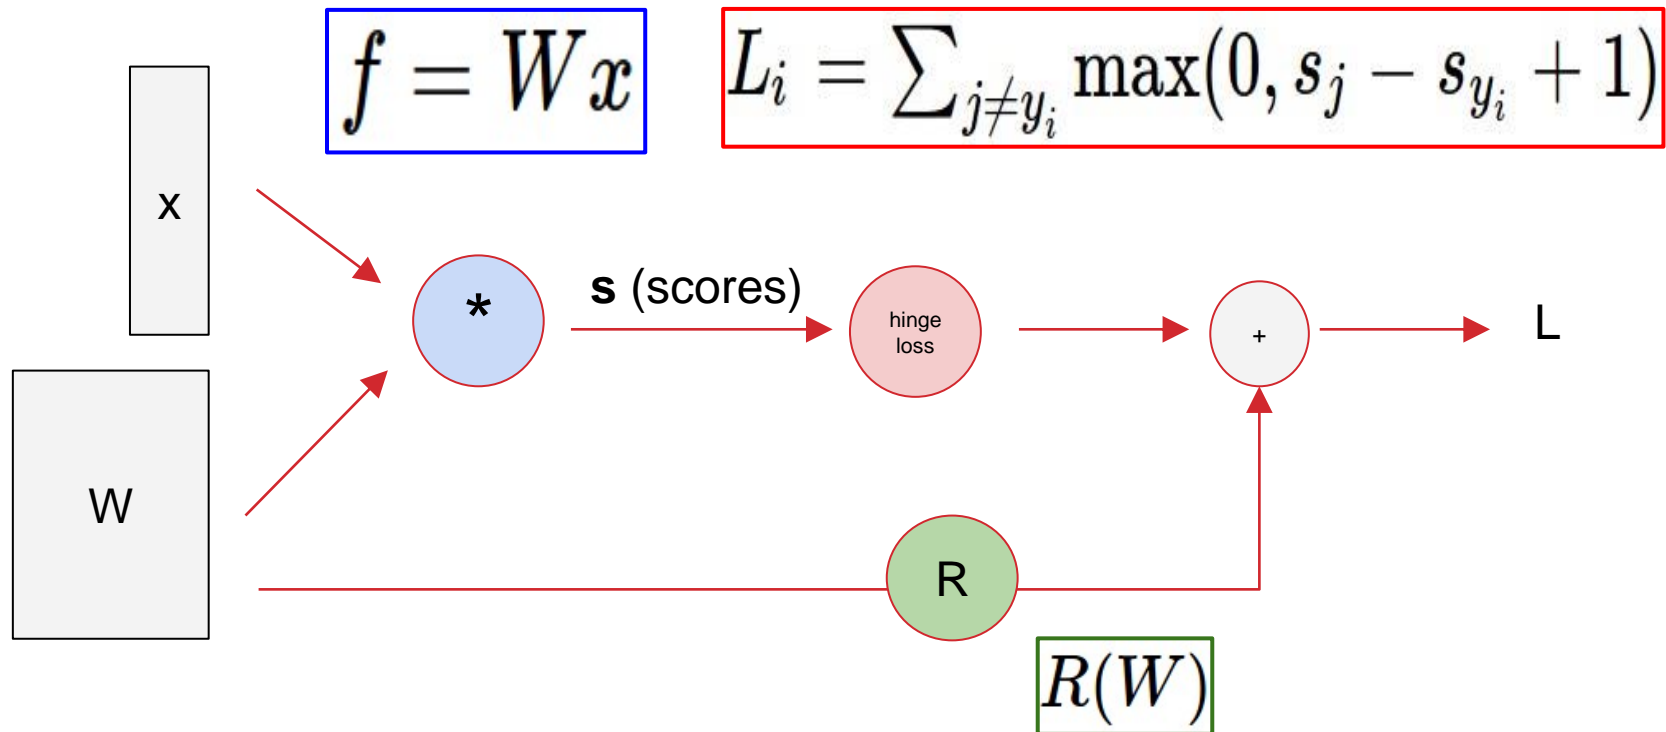 f = Wx
L_i = ∑_{j≠y_i} max(0, s_j − s_{y_i} + 1)
x
*
s (scores)
hinge
loss
+
L
W
R
R(W)